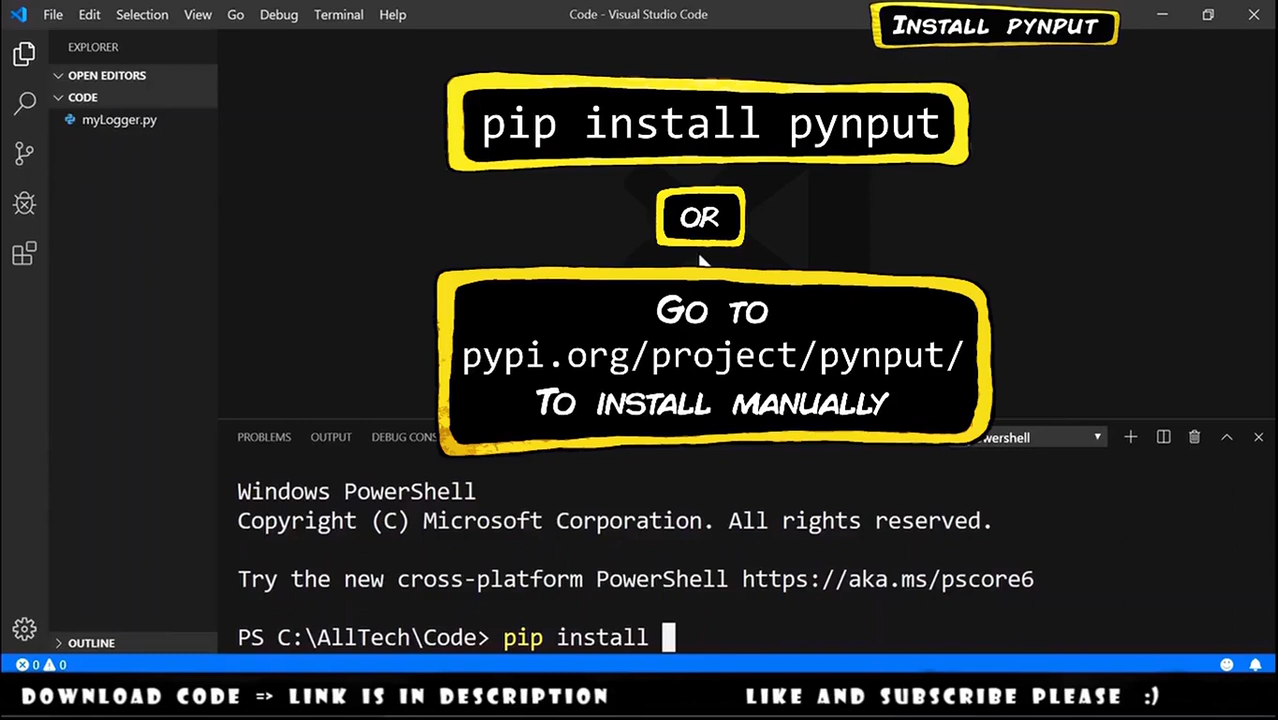 File Edit Selection View Go Debug Terminal Help
Code - Visual Studio Code
INSTALL PYNPUT
EXPLORER
OPEN EDITORS
CODE
myLogger.py
pip install pynput
OR
GO TO
pypi.org/project/pynput/
TO INSTALL MANUALLY
PROBLEMS OUTPUT DEBUG CONS owershell
Windows PowerShell
Copyright (C) Microsoft Corporation. All rights reserved.
Try the new cross-platform PowerShell https://aka.ms/pscore6
PS C:\AllTech\Code> pip install
OUTLINE
0 0
DOWNLOAD CODE => LINK IS IN DESCRIPTION
LIKE AND SUBSCRIBE PLEASE :)